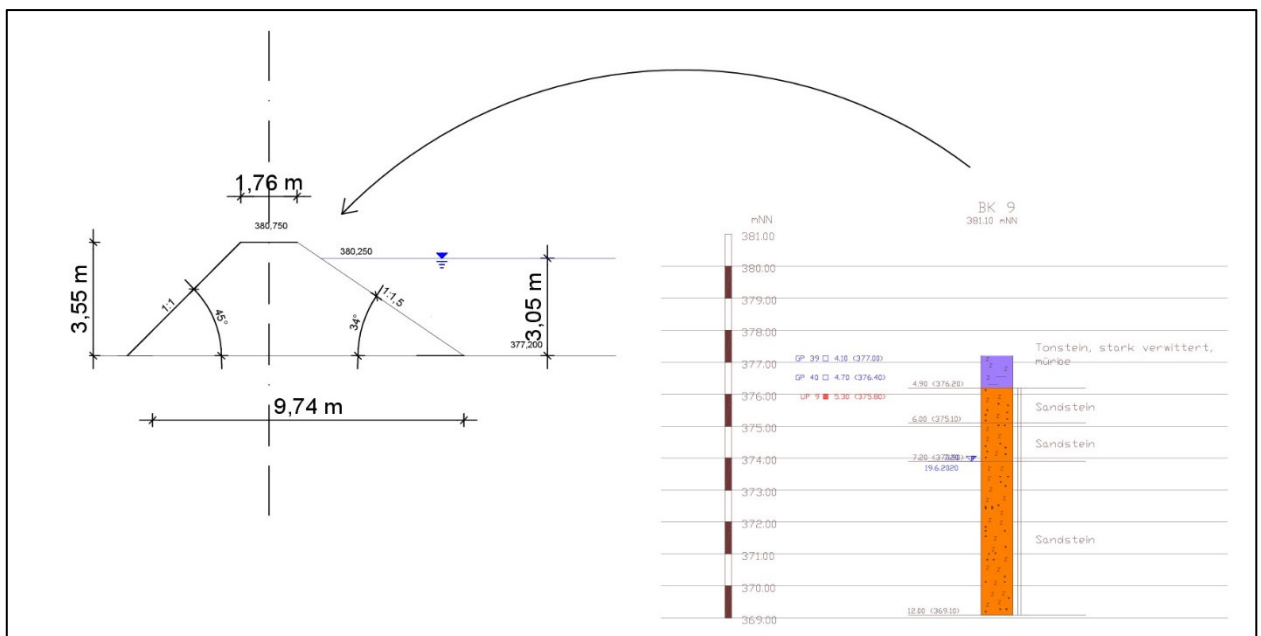 1,76 m
380,750
380,250
3,55 m
1:1
45°
34°
1:1,5
3,05 m
377,200
9,74 m
BK 9
381.10 mNN
mNN
381.00
380.00
379.00
378.00
377.00
376.00
375.00
374.00
373.00
372.00
371.00
370.00
369.00
GP 39 □ 4.10 (377.00)
GP 40 □ 4.70 (376.40)
UP 9 ■ 5.30 (375.80)
4.90 (376.20)
6.00 (375.10)
7.20
19.6.2020
12.00 (369.10)
Tonstein, stark verwittert,
mürbe
Sandstein
Sandstein
Sandstein